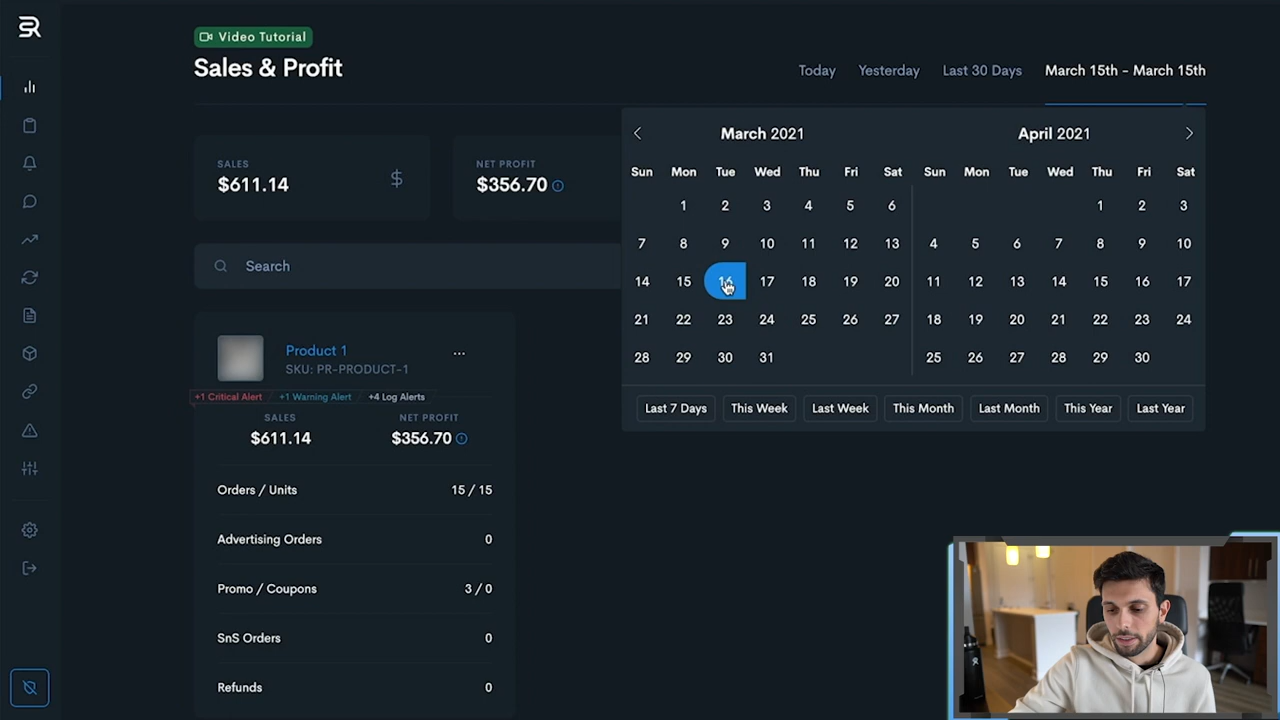 Video Tutorial
Sales & Profit
Today Yesterday Last 30 Days March 15th - March 15th
SALES
$611.14
$
NET PROFIT
$356.70
Search
March 2021
Sun Mon Tue Wed Thu Fri Sat
1 2 3 4 5 6
7 8 9 10 11 12 13
14 15 16 17 18 19 20
21 22 23 24 25 26 27
28 29 30 31
April 2021
Sun Mon Tue Wed Thu Fri Sat
1 2 3
4 5 6 7 8 9 10
11 12 13 14 15 16 17
18 19 20 21 22 23 24
25 26 27 28 29 30
Last 7 Days This Week Last Week This Month Last Month This Year Last Year
Product 1
...
SKU: PR-PRODUCT-1
+1 Critical Alert +1 Warning Alert +4 Log Alerts
SALES NET PROFIT
$611.14 $356.70
Orders / Units 15 / 15
Advertising Orders 0
Promo / Coupons 3 / 0
SnS Orders 0
Refunds 0